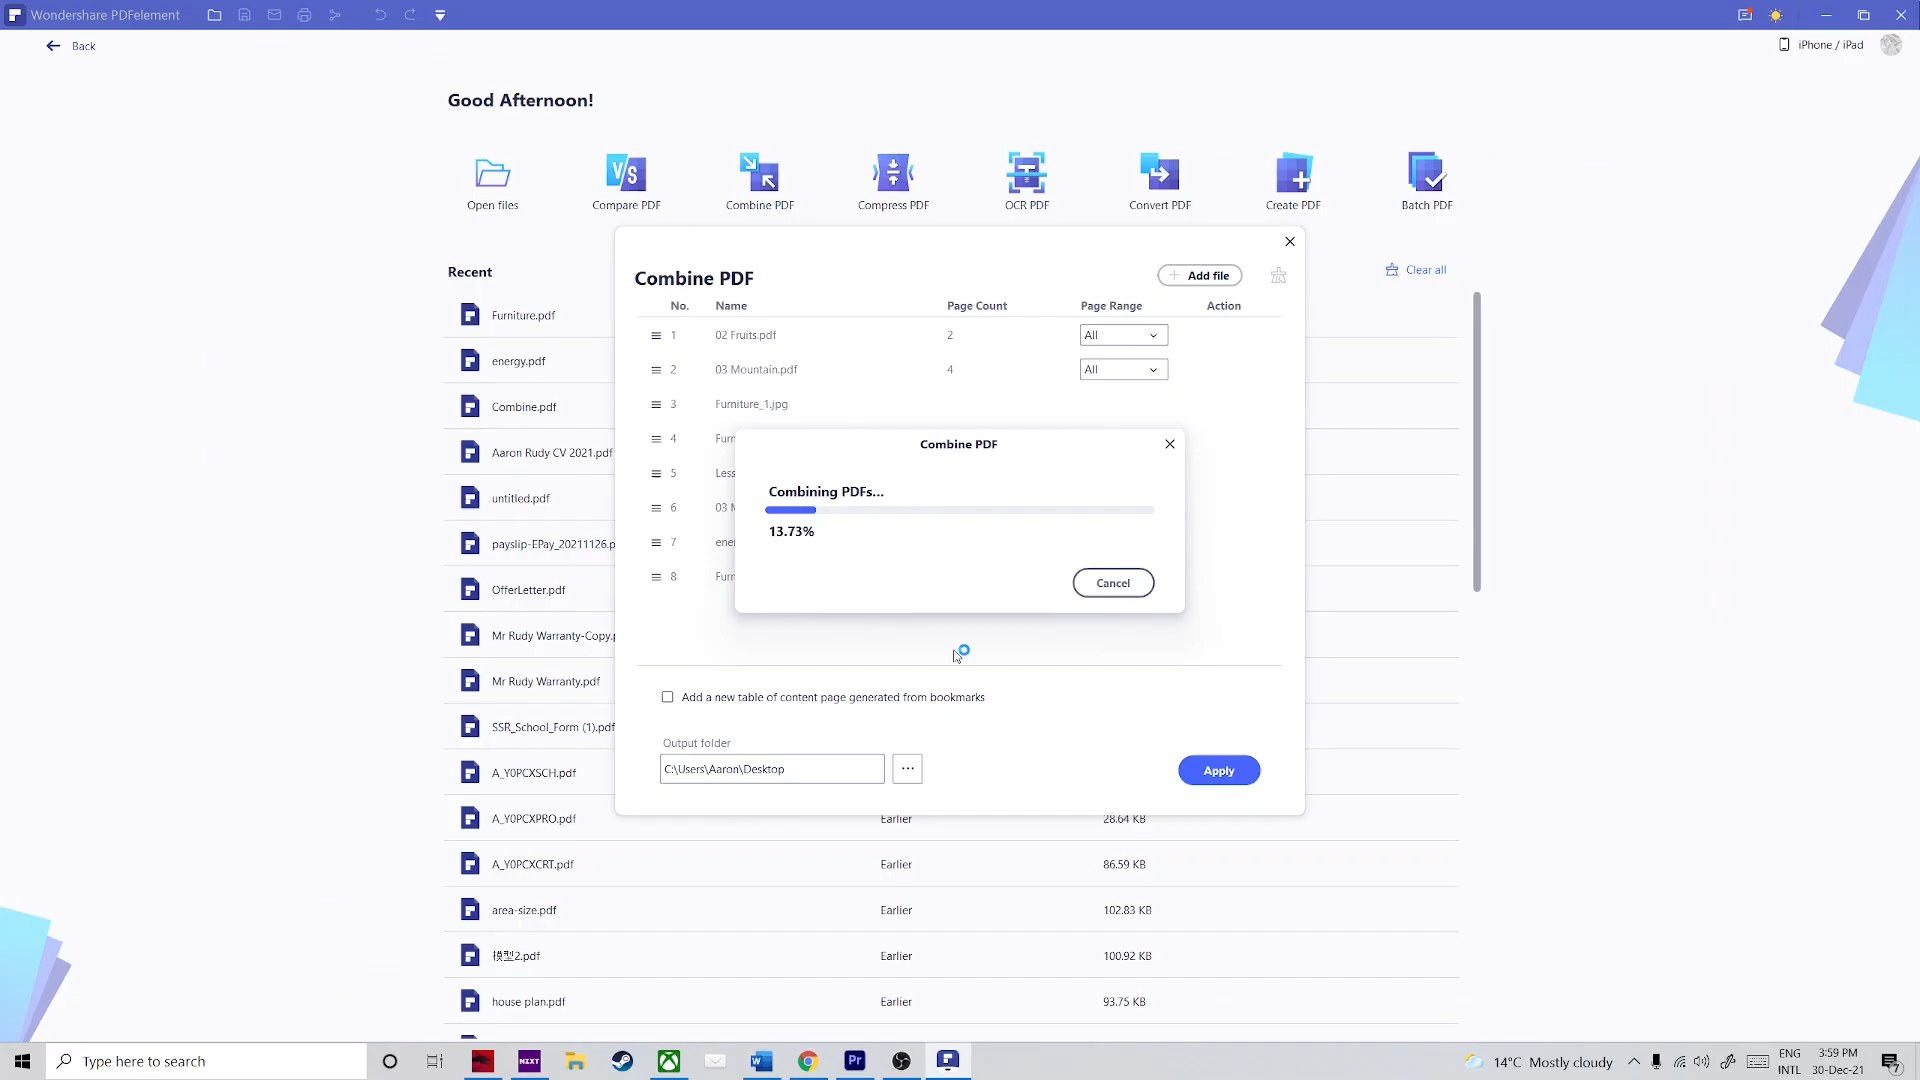 Wondershare PDFelement
Back
iPhone / iPad
Good Afternoon!
VS
T
Open files
Compare PDF
Combine PDF
Compress PDF
OCR PDF
Convert PDF
Create PDF
Batch PDF
Recent
Clear all
Furniture.pdf
energy.pdf
Combine.pdf
Aaron Rudy CV 2021.pdf
untitled.pdf
payslip-EPay_20211126.p
OfferLetter.pdf
Mr Rudy Warranty-Copy.p
Mr Rudy Warranty.pdf
SSR_School_Form (1).pdf
A_Y0PCXSCH.pdf
A_Y0PCXPRO.pdf Earlier 28.64 KB
A_Y0PCXCRT.pdf Earlier 86.59 KB
area-size.pdf Earlier 102.83 KB
模型2.pdf Earlier 100.92 KB
house plan.pdf Earlier 93.75 KB
Combine PDF
Add file
No. Name Page Count Page Range Action
1 02 Fruits.pdf 2 All
2 03 Mountain.pdf 4 All
3 Furniture_1.jpg
4 Furn
5 Less
6 03 M
7 ener
8 Furn
Combine PDF
Combining PDFs...
13.73%
Cancel
Add a new table of content page generated from bookmarks
Output folder
C:\Users\Aaron\Desktop
...
Apply
Type here to search
NZXT
W
Pr
14°C Mostly cloudy
ENG
INTL
3:59 PM
30-Dec-21
7